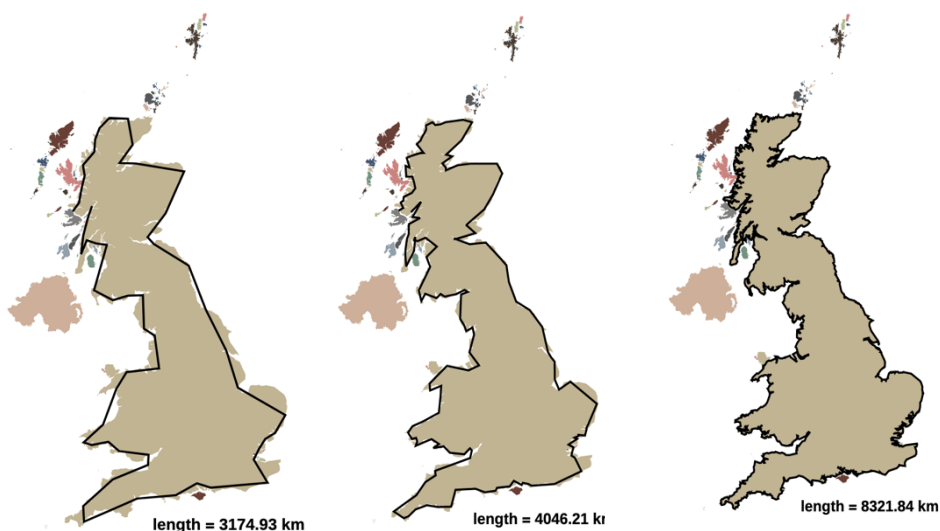 length = 3174.93 km
length = 4046.21 k
length = 8321.84 km